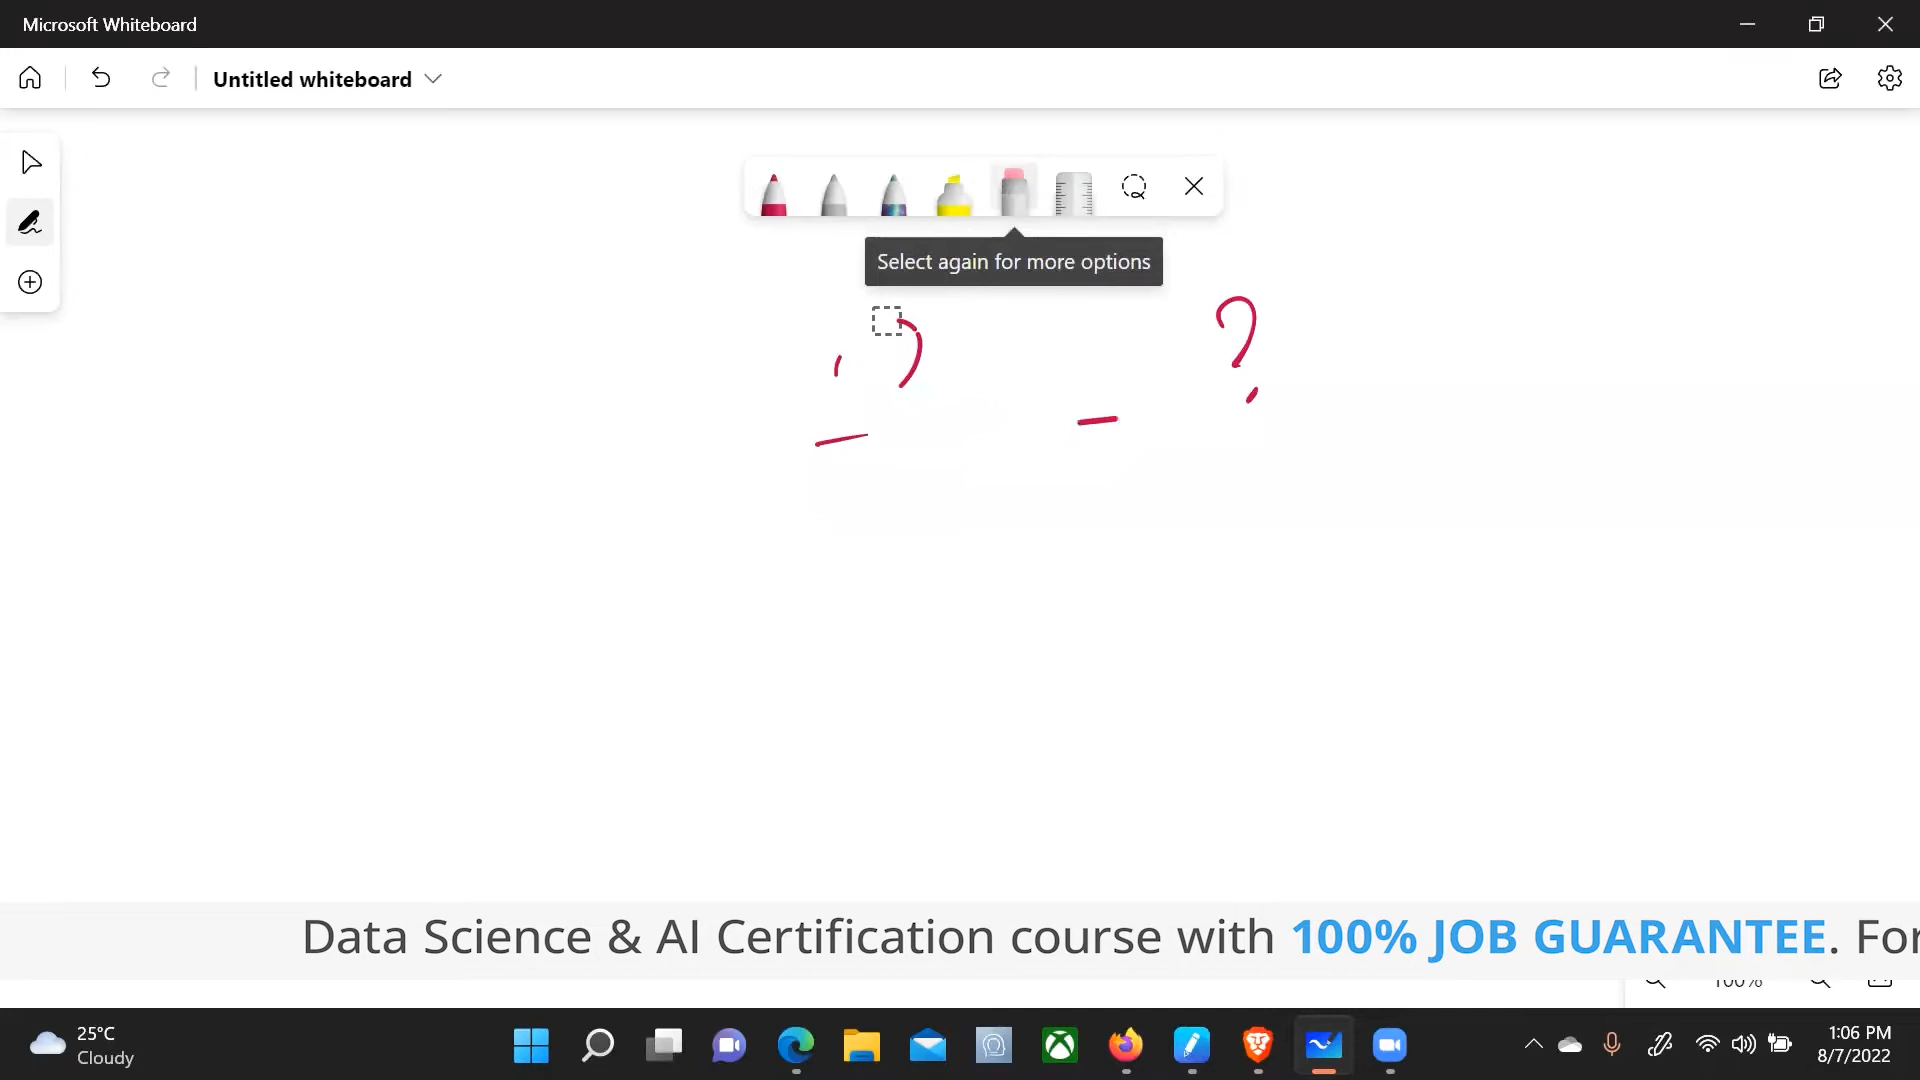 Microsoft Whiteboard
Untitled whiteboard
Select again for more options
?
Data Science & AI Certification course with 100% JOB GUARANTEE. For
100%
25°C
Cloudy
1:06 PM
8/7/2022